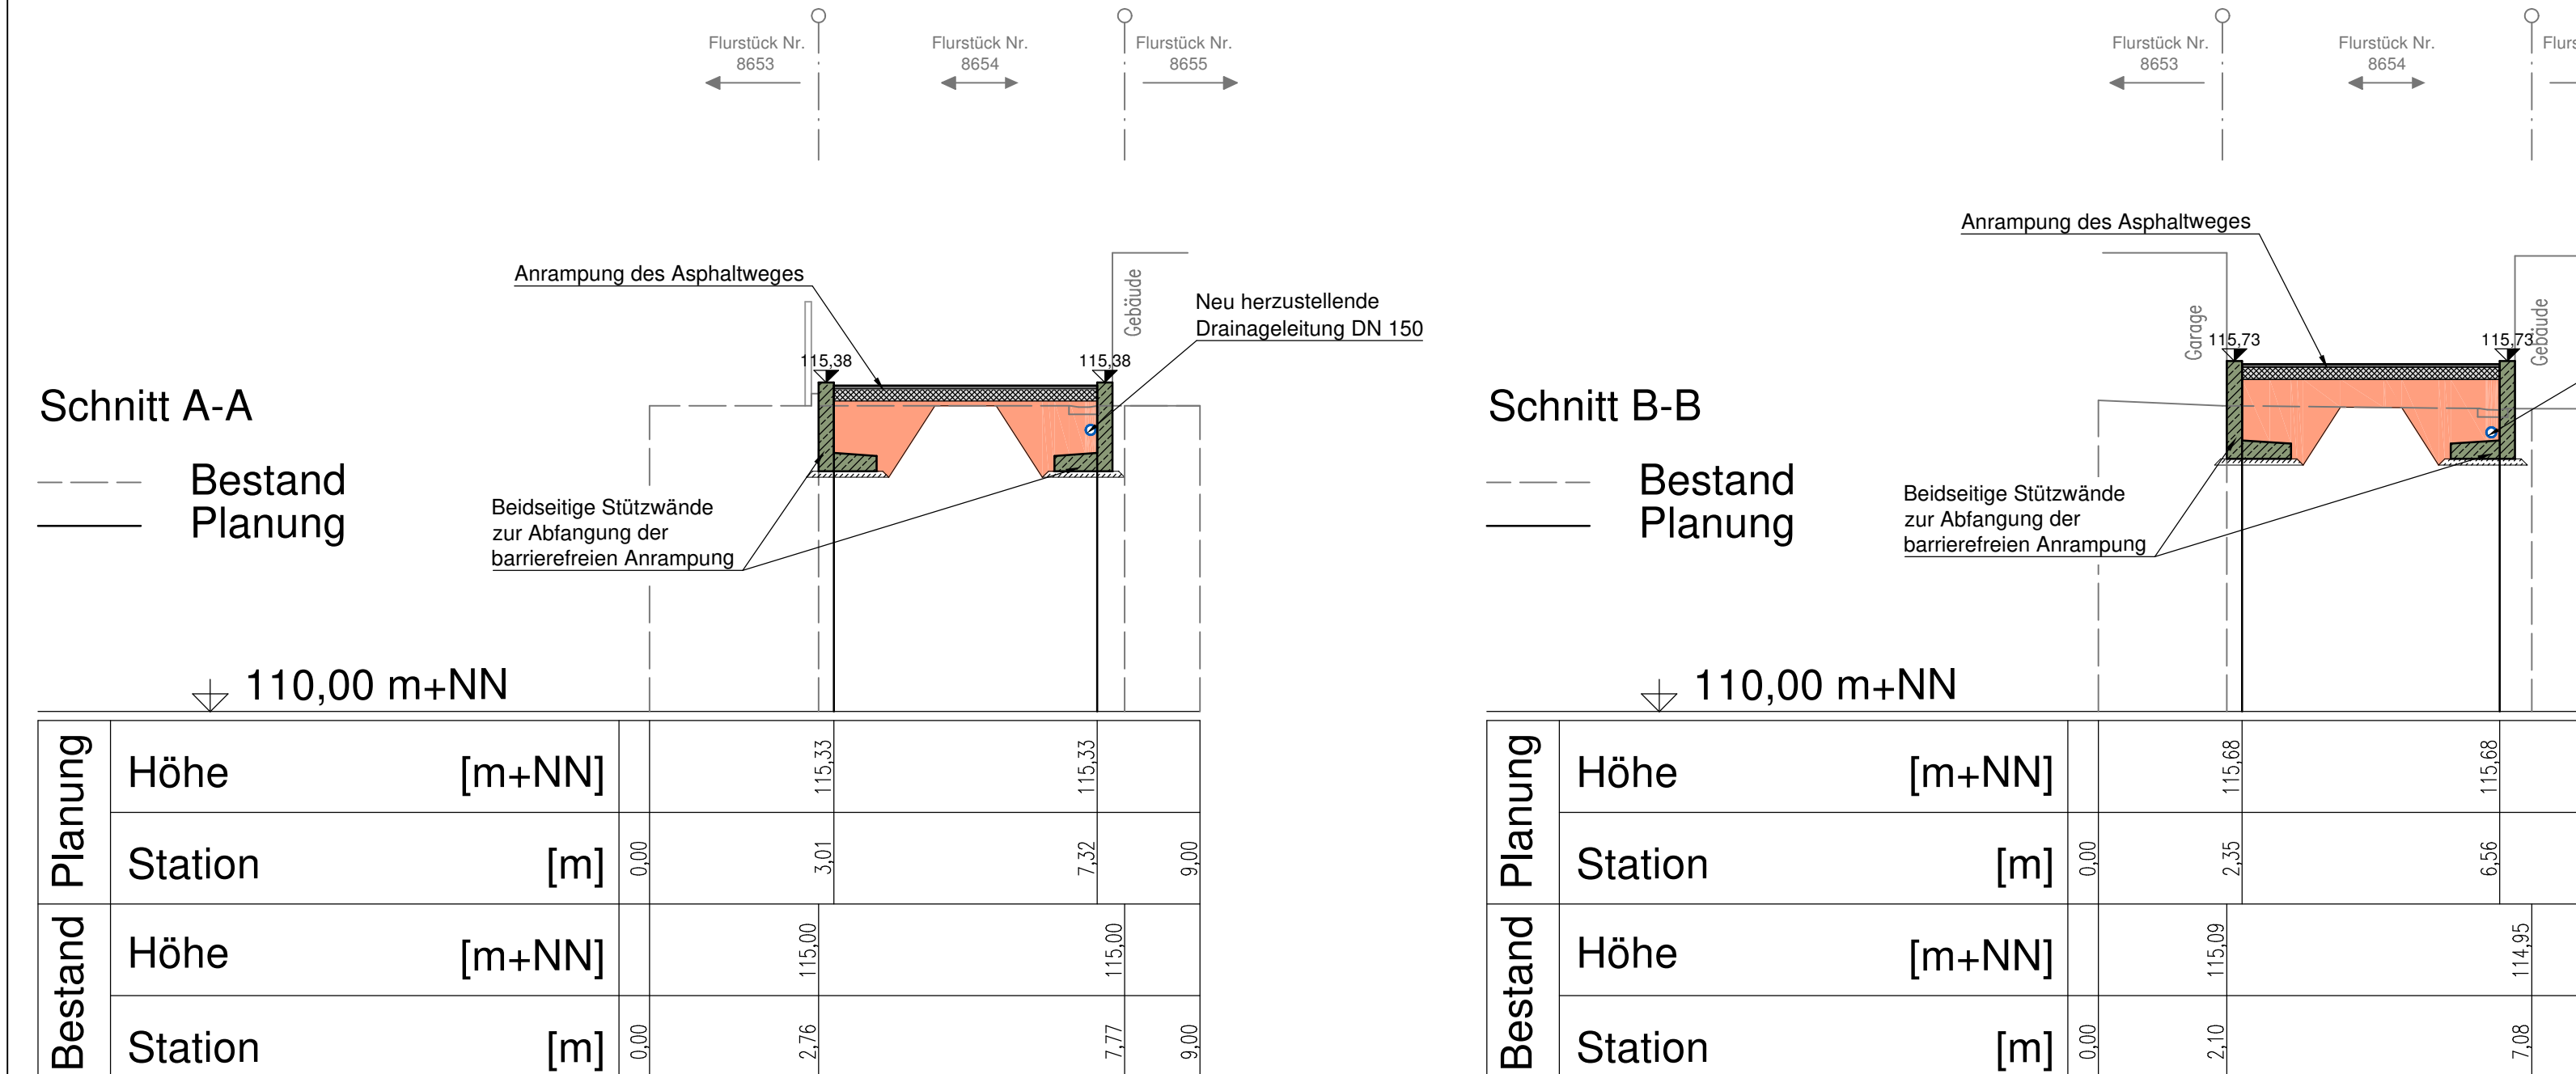 Flurstück Nr.
8653
Flurstück Nr.
8654
Flurstück Nr.
8655
Anrampung des Asphaltweges
Gebäude
Neu herzustellende
Drainageleitung DN 150
115,38
115,38
Schnitt A-A
Bestand
Planung
Beidseitige Stützwände
zur Abfangung der
barrierefreien Anrampung
110,00 m+NN
Planung
Höhe [m+NN] 115,33 115,33
Station [m] 0,00 3,01 7,32 9,00
Bestand
Höhe [m+NN] 115,00 115,00
Station [m] 0,00 2,76 7,77 9,00
Flurstück Nr.
8653
Flurstück Nr.
8654
Anrampung des Asphaltweges
Garage
Gebäude
115,73
115,73
Schnitt B-B
Bestand
Planung
Beidseitige Stützwände
zur Abfangung der
barrierefreien Anrampung
110,00 m+NN
Planung
Höhe [m+NN] 115,68 115,68
Station [m] 0,00 2,35 6,56
Bestand
Höhe [m+NN] 115,09 114,95
Station [m] 0,00 2,10 7,08